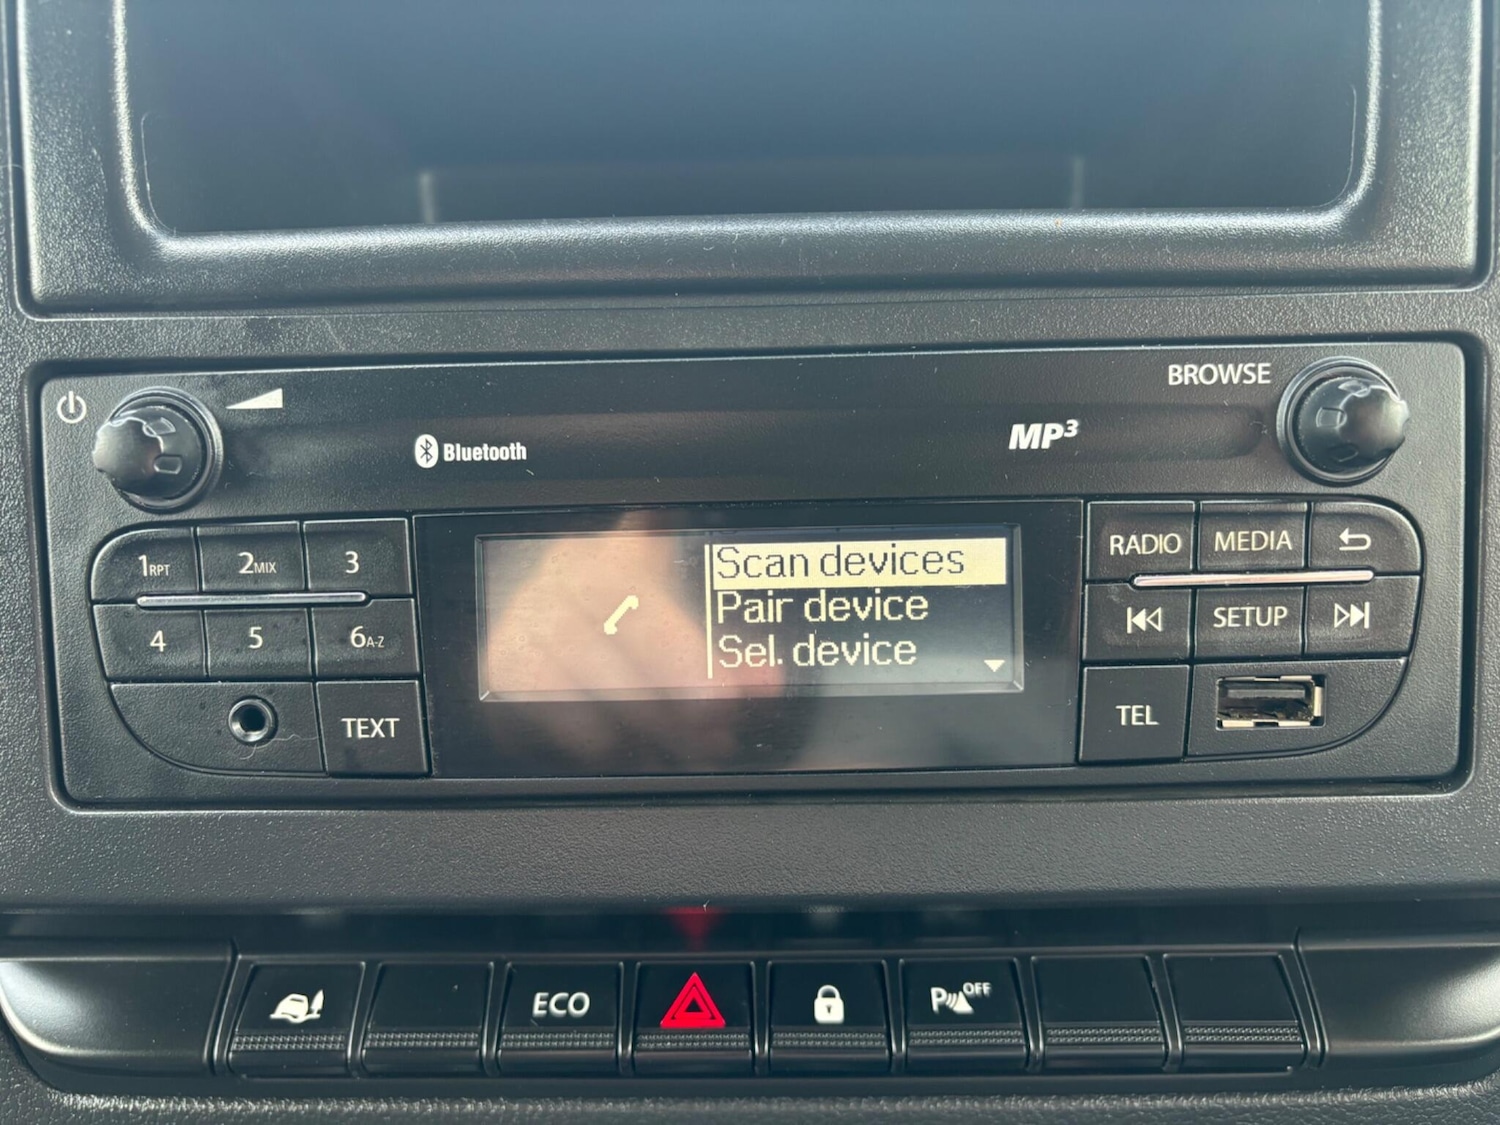 BROWSE
Bluetooth
MP3
1RPT 2MIX 3
4 5 6A-Z
TEXT
Scan devices
Pair device
Sel. device
RADIO MEDIA
SETUP
TEL
ECO
P OFF